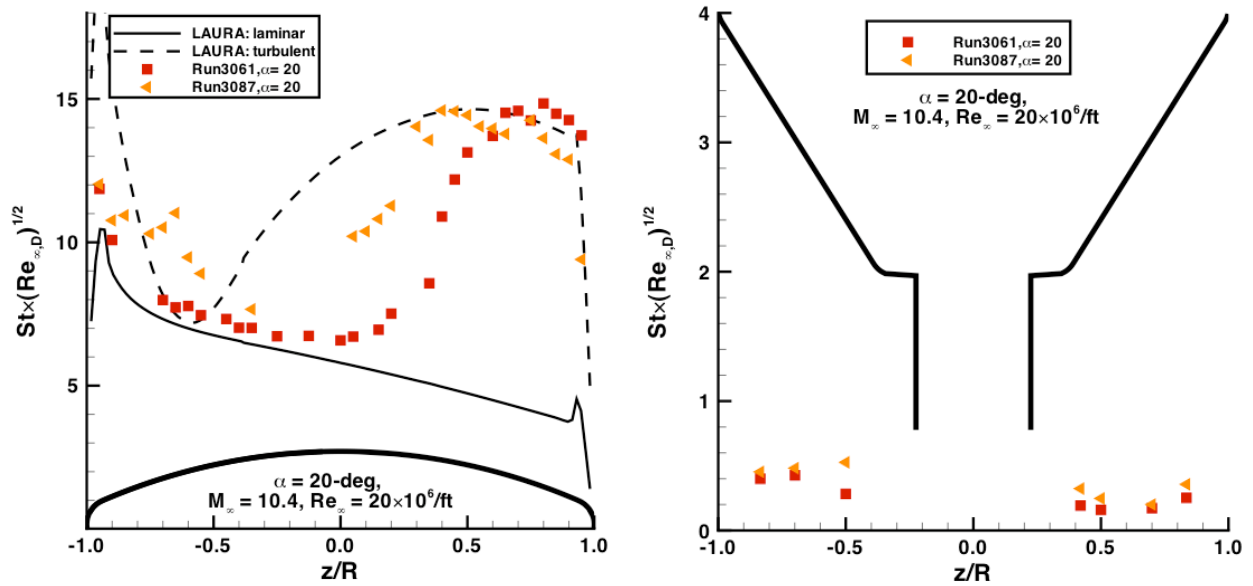 LAURA: laminar
LAURA: turbulent
Run3061,α= 20
Run3087,α= 20
15
10
5
St×(Re∞,D)1/2
α = 20-deg,
M∞ = 10.4, Re∞ = 20×106/ft
-1.0 -0.5 0.0 0.5 1.0
z/R
4
3
2
1
0
St×(Re∞,D)1/2
Run3061,α= 20
Run3087,α= 20
α = 20-deg,
M∞ = 10.4, Re∞ = 20×106/ft
-1.0 -0.5 0.0 0.5 1.0
z/R